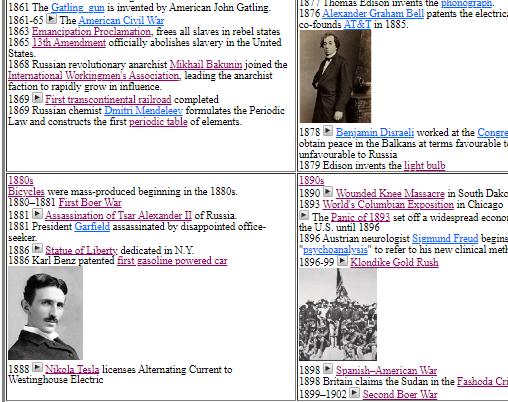 1861 The Gatling gun is invented by American John Gatling.
1861-65 The American Civil War
1863 Emancipation Proclamation, frees all slaves in rebel states
1865 13th Amendment officially abolishes slavery in the United
States.
1868 Russian revolutionary anarchist Mikhail Bakunin joined the
International Workingmen's Association, leading the anarchist
faction to rapidly grow in influence.
1869 First transcontinental railroad completed
1869 Russian chemist Dmitri Mendeleev formulates the Periodic
Law and constructs the first periodic table of elements.
1877 Thomas Edison invents the phonograph.
1876 Alexander Graham Bell patents the electric
co-founds AT&T in 1885.
1878 Benjamin Disraeli worked at the Congre
obtain peace in the Balkans at terms favourable t
unfavourable to Russia
1879 Edison invents the light bulb
1880s
Bicycles were mass-produced beginning in the 1880s.
1880–1881 First Boer War
1881 Assassination of Tsar Alexander II of Russia.
1881 President Garfield assassinated by disappointed office-
seeker.
1886 Statue of Liberty dedicated in N.Y.
1886 Karl Benz patented first gasoline powered car
1888 Nikola Tesla licenses Alternating Current to
Westinghouse Electric
1890s
1890 Wounded Knee Massacre in South Dako
1893 World's Columbian Exposition in Chicago
The Panic of 1893 set off a widespread econo
the U.S. until 1896
1896 Austrian neurologist Sigmund Freud begins
"psychoanalysis" to refer to his new clinical meth
1896-99 Klondike Gold Rush
1898 Spanish–American War
1898 Britain claims the Sudan in the Fashoda Cri
1899–1902 Second Boer War